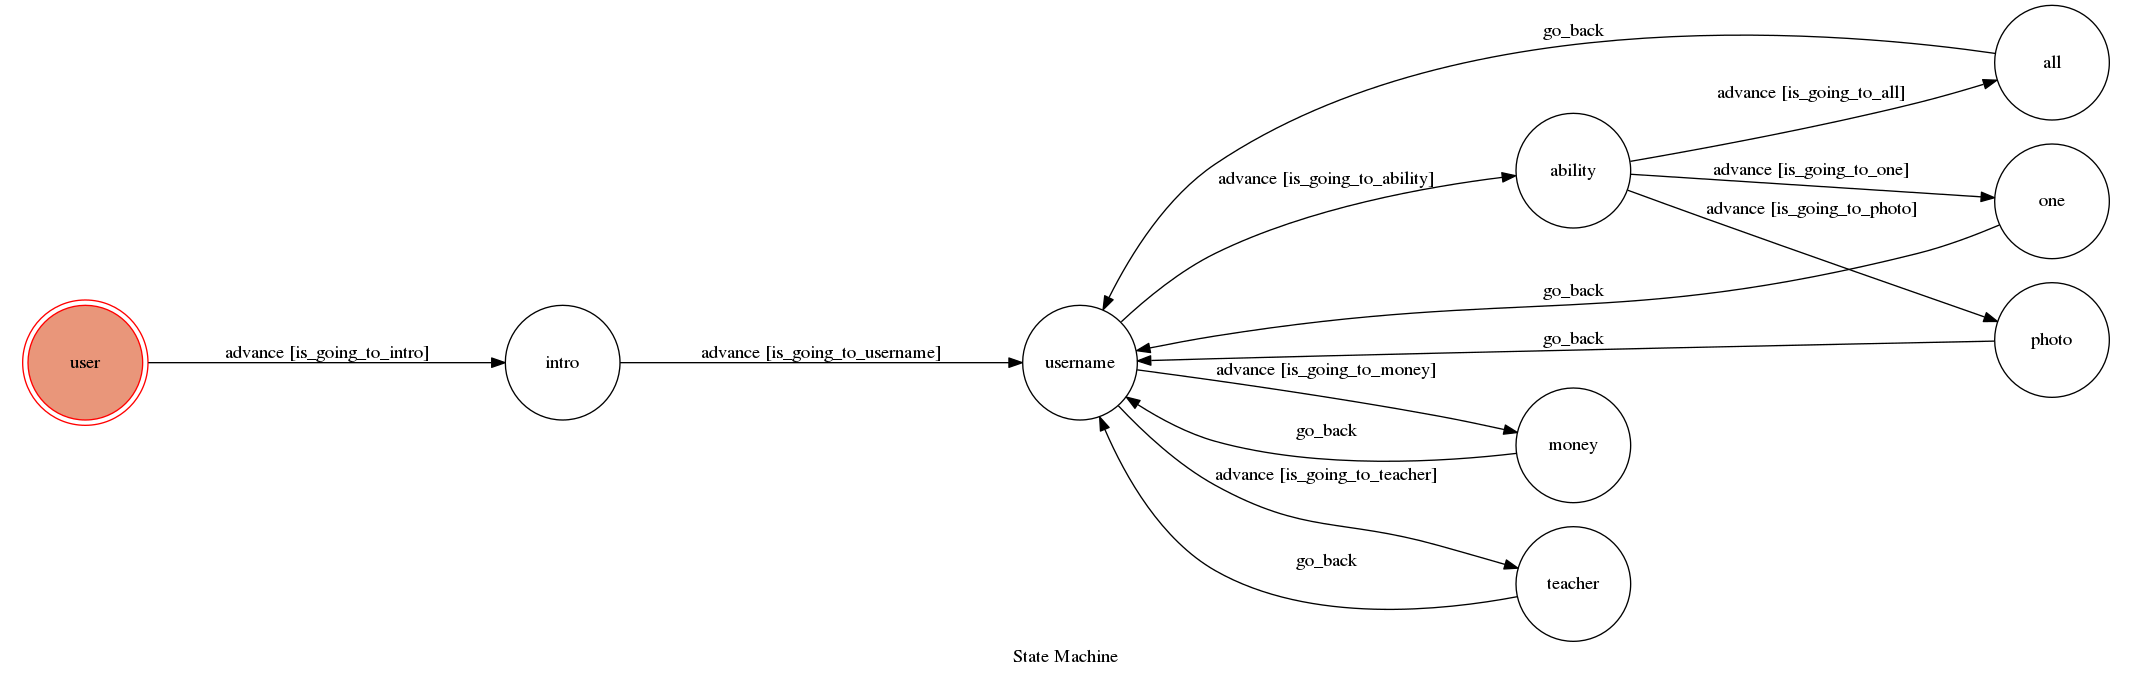 go_back
all
advance [is_going_to_all]
advance [is_going_to_ability]
ability
advance [is_going_to_one]
one
advance [is_going_to_photo]
go_back
go_back
photo
user
advance [is_going_to_intro]
intro
advance [is_going_to_username]
username
advance [is_going_to_money]
go_back
money
advance [is_going_to_teacher]
go_back
teacher
State Machine